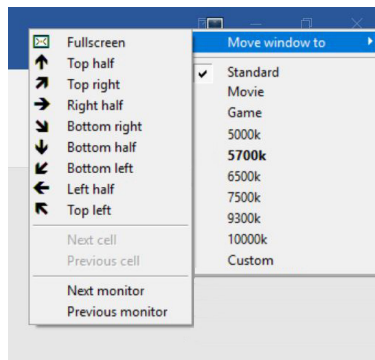 Fullscreen
Top half
Top right
Right half
Bottom right
Bottom half
Bottom left
Left half
Top left
Next cell
Previous cell
Next monitor
Previous monitor
Move window to
Standard
Movie
Game
5000k
5700k
6500k
7500k
9300k
10000k
Custom